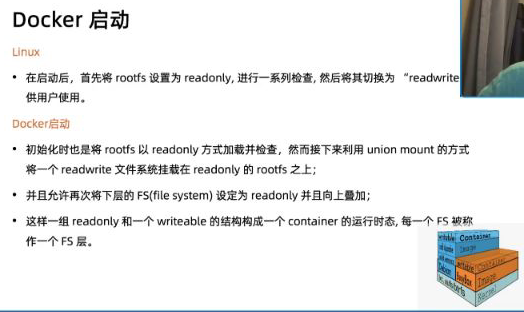 Docker 启动
Linux
• 在启动后，首先将 rootfs 设置为 readonly, 进行一系列检查, 然后将其切换为 “readwrite
供用户使用。
Docker启动
• 初始化时也是将 rootfs 以 readonly 方式加载并检查，然而接下来利用 union mount 的方式
将一个 readwrite 文件系统挂载在 readonly 的 rootfs 之上；
• 并且允许再次将下层的 FS(file system) 设定为 readonly 并且向上叠加；
• 这样一组 readonly 和一个 writeable 的结构构成一个 container 的运行时态, 每一个 FS 被称
作一个 FS 层。
writable Container
Image
Container
Image
Kernel